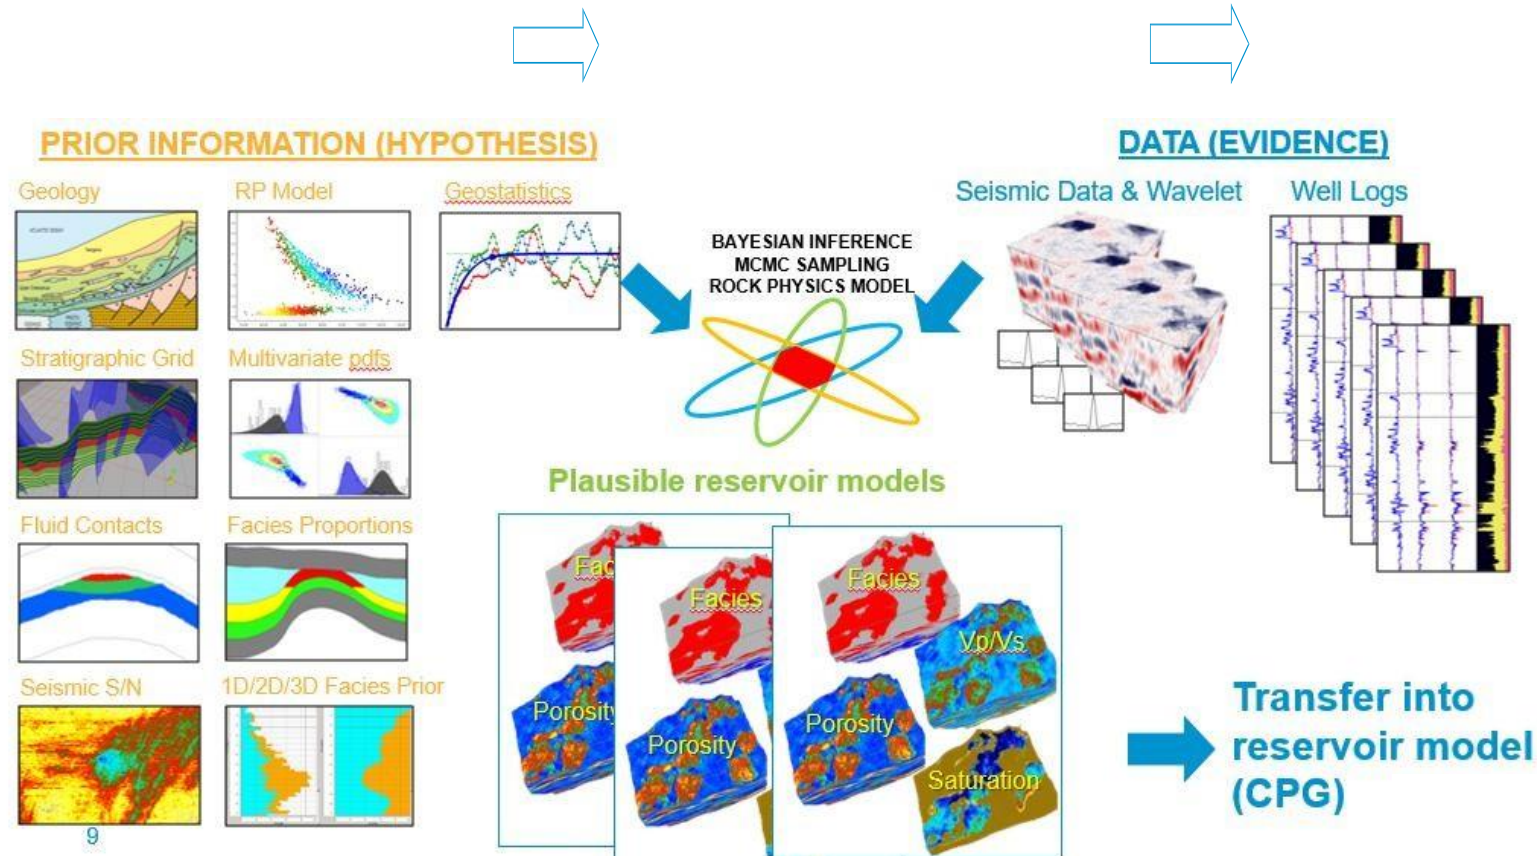 PRIOR INFORMATION (HYPOTHESIS)
Geology
RP Model
Geostatistics
Stratigraphic Grid
Multivariate pdfs
Fluid Contacts
Facies Proportions
Seismic S/N
1D/2D/3D Facies Prior
9
BAYESIAN INFERENCE
MCMC SAMPLING
ROCK PHYSICS MODEL
DATA (EVIDENCE)
Seismic Data & Wavelet
Well Logs
Plausible reservoir models
Fac
Porosity
Facies
Porosity
Facies
Vp/Vs
Porosity
Saturation
Transfer into
reservoir model
(CPG)